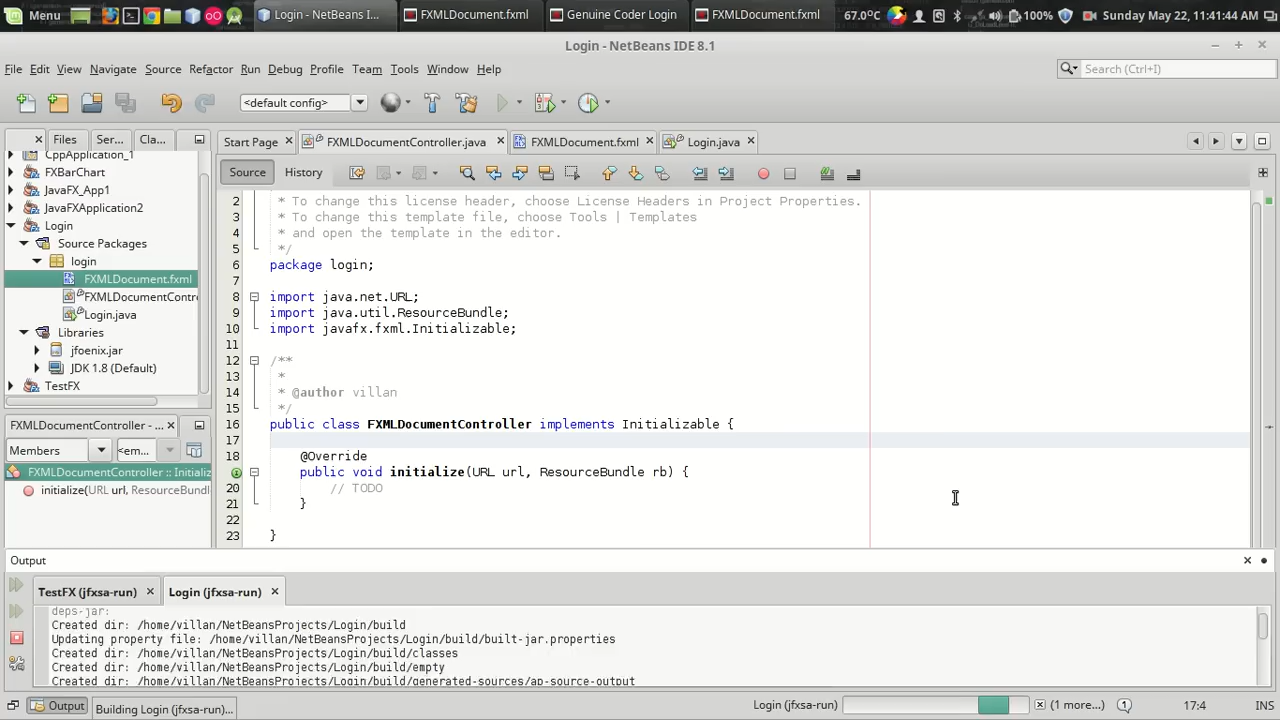 Menu
Login - NetBeans I...
FXMLDocument.fxml
Genuine Coder Login
FXMLDocument.fxml
67.0°C
100%
Sunday May 22, 11:41:44 AM
Login - NetBeans IDE 8.1
File Edit View Navigate Source Refactor Run Debug Profile Team Tools Window Help
Search (Ctrl+I)
<default config>
Files
Ser...
Cla...
Start Page
FXMLDocumentController.java
FXMLDocument.fxml
Login.java
Source
History
CppApplication_1
FXBarChart
JavaFX_App1
JavaFXApplication2
Login
Source Packages
login
FXMLDocument.fxml
FXMLDocumentContro
Login.java
Libraries
jfoenix.jar
JDK 1.8 (Default)
TestFX
FXMLDocumentController - ...
Members
<em...
FXMLDocumentController :: Initializ
initialize(URL url, ResourceBund
2 * To change this license header, choose License Headers in Project Properties.
3 * To change this template file, choose Tools | Templates
4 * and open the template in the editor.
5 */
6 package login;
7
8 import java.net.URL;
9 import java.util.ResourceBundle;
10 import javafx.fxml.Initializable;
11
12 /**
13 *
14 * @author villan
15 */
16 public class FXMLDocumentController implements Initializable {
17
18 @Override
public void initialize(URL url, ResourceBundle rb) {
20 // TODO
21 }
22
23 }
Output
TestFX (jfxsa-run)
Login (jfxsa-run)
deps-jar:
Created dir: /home/villan/NetBeansProjects/Login/build
Updating property file: /home/villan/NetBeansProjects/Login/build/built-jar.properties
Created dir: /home/villan/NetBeansProjects/Login/build/classes
Created dir: /home/villan/NetBeansProjects/Login/build/empty
Created dir: /home/villan/NetBeansProjects/Login/build/generated-sources/ap-source-output
Output
Building Login (jfxsa-run)...
Login (jfxsa-run)
(1 more...)
1
17:4
INS